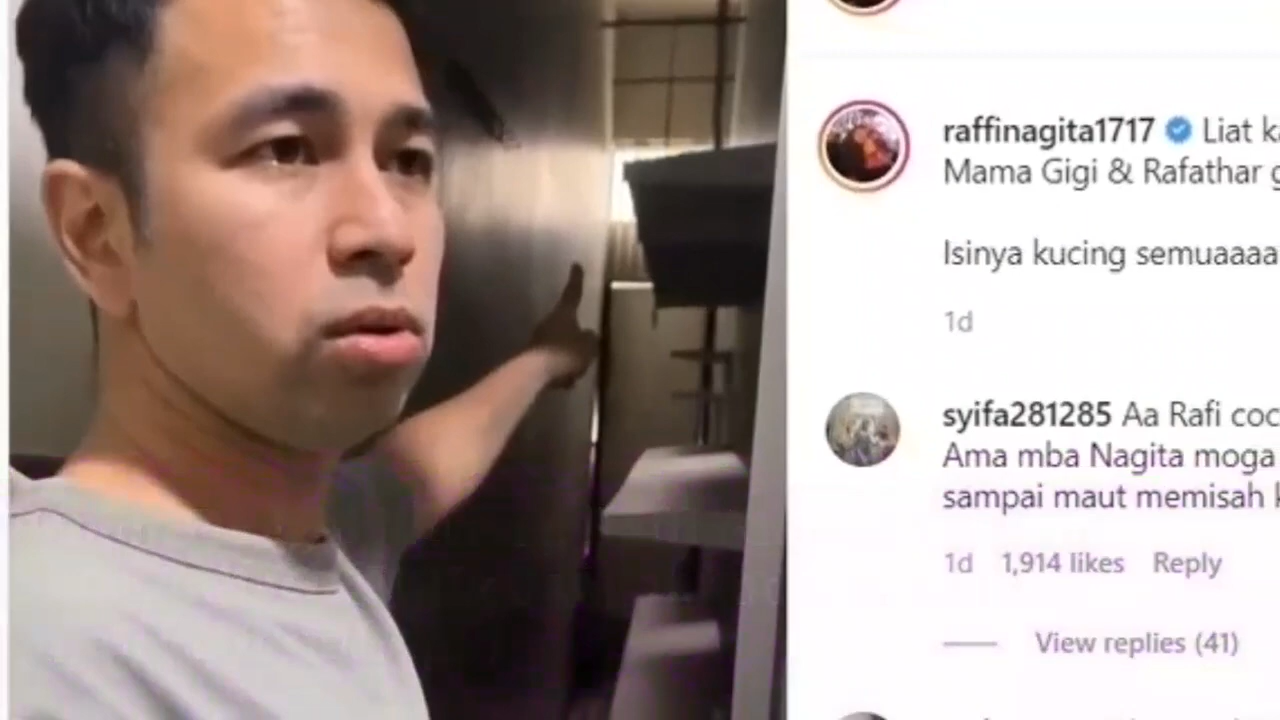 raffinagita1717 Liat
Mama Gigi & Rafathar
Isinya kucing semuaaaa
1d
syifa281285 Aa Rafi
Ama mba Nagita moga
sampai maut memisah
1d 1,914 likes Reply
View replies (41)